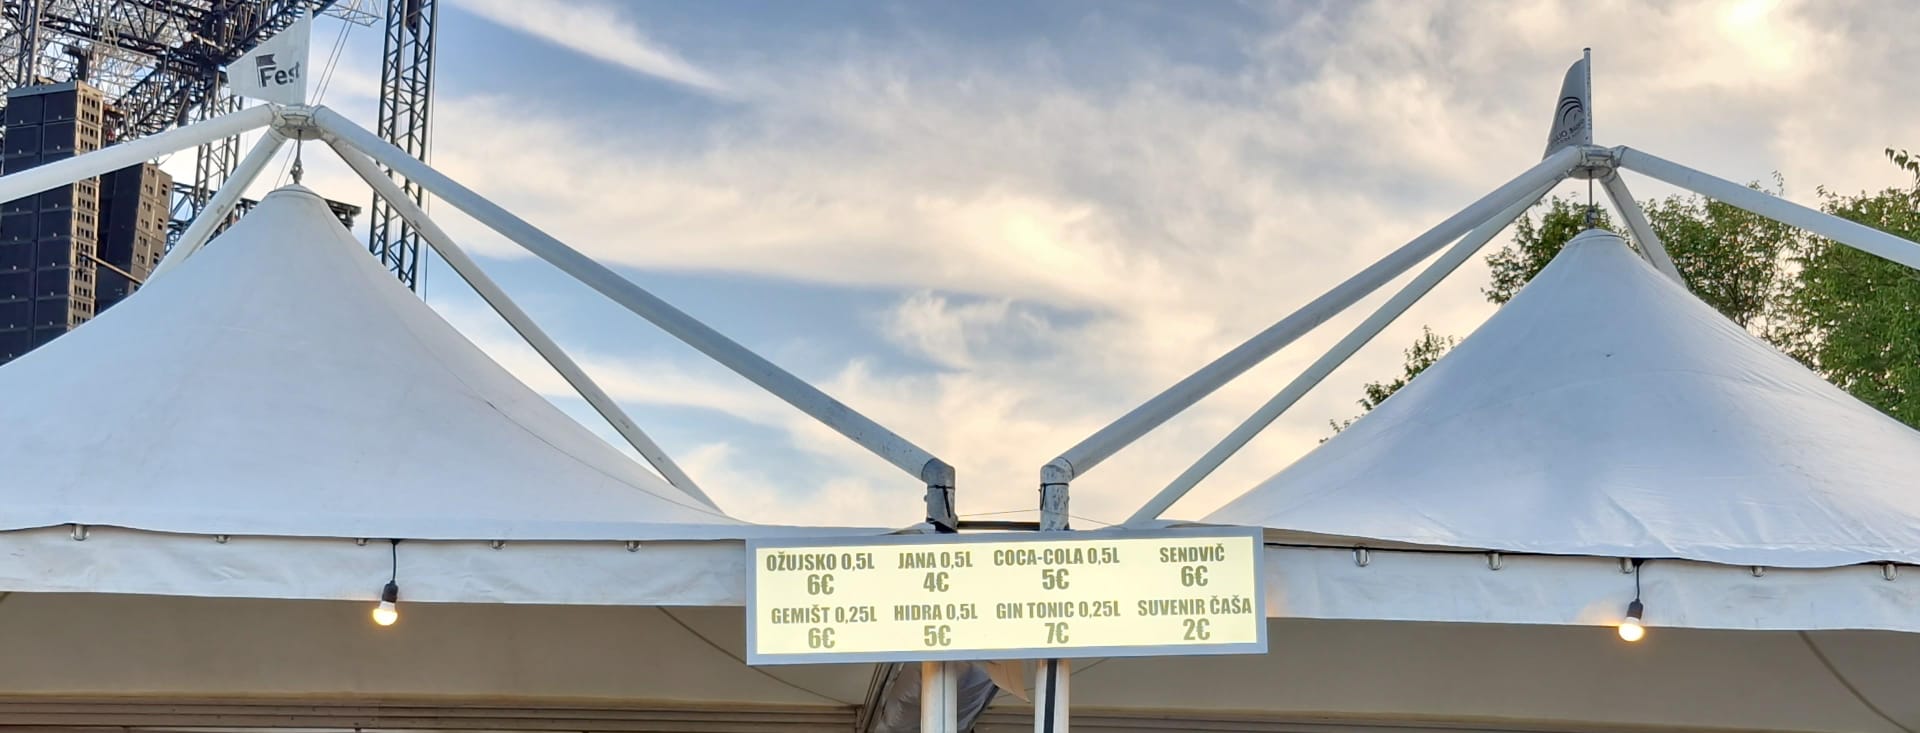 Fest
OŽUJSKO 0,5L
6€
JANA 0,5L
4€
COCA-COLA 0,5L
5€
SENDVIČ
6€
GEMIŠT 0,25L
6€
HIDRA 0,5L
5€
GIN TONIC 0,25L
7€
SUVENIR ČAŠA
2€